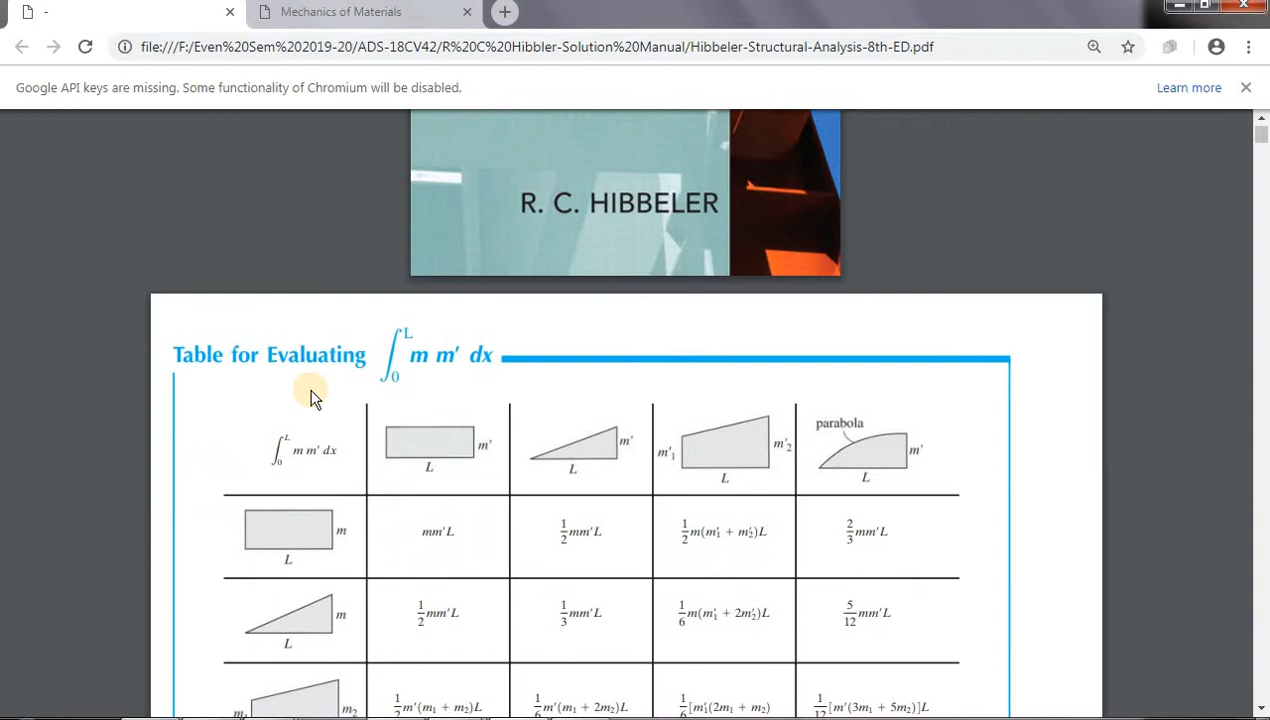 -
Mechanics of Materials
file:///F:/Even%20Sem%202019-20/ADS-18CV42/R%20C%20Hibbler-Solution%20Manual/Hibbeler-Structural-Analysis-8th-ED.pdf
Google API keys are missing. Some functionality of Chromium will be disabled.
Learn more
R. C. HIBBELER
Table for Evaluating ∫₀ᴸ m m' dx
∫₀ᴸ m m' dx
m'
L
m'
L
m'₁
m'₂
L
parabola
m'
L
m
L
mm'L
1/2 mm'L
1/2 m(m'₁ + m'₂)L
2/3 mm'L
m
L
1/2 mm'L
1/3 mm'L
1/6 m(m'₁ + 2m'₂)L
5/12 mm'L
m₁
m₂
1/2 m'(m₁ + m₂)L
1/6 m'(m₁ + 2m₂)L
1/6 [m'₁(2m₁ + m₂)
1/12 [m'(3m₁ + 5m₂)]L